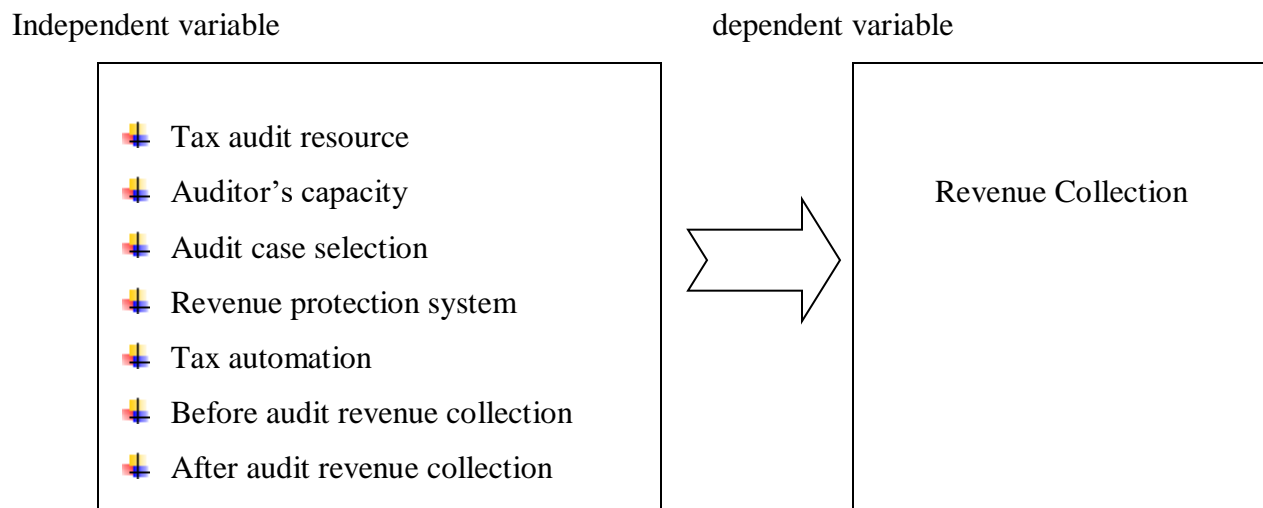 Independent variable
dependent variable
Tax audit resource
Auditor’s capacity
Audit case selection
Revenue protection system
Tax automation
Before audit revenue collection
After audit revenue collection
Revenue Collection